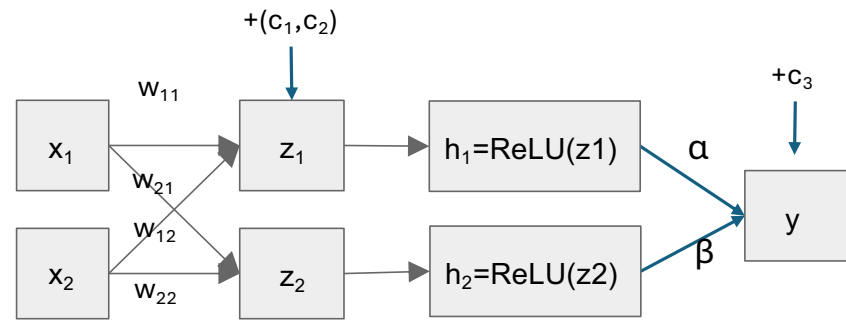 +(c₁,c₂)
+c₃
w₁₁
x₁
z₁
h₁=ReLU(z1)
α
w₂₁
w₁₂
y
x₂
z₂
h₂=ReLU(z2)
β
w₂₂